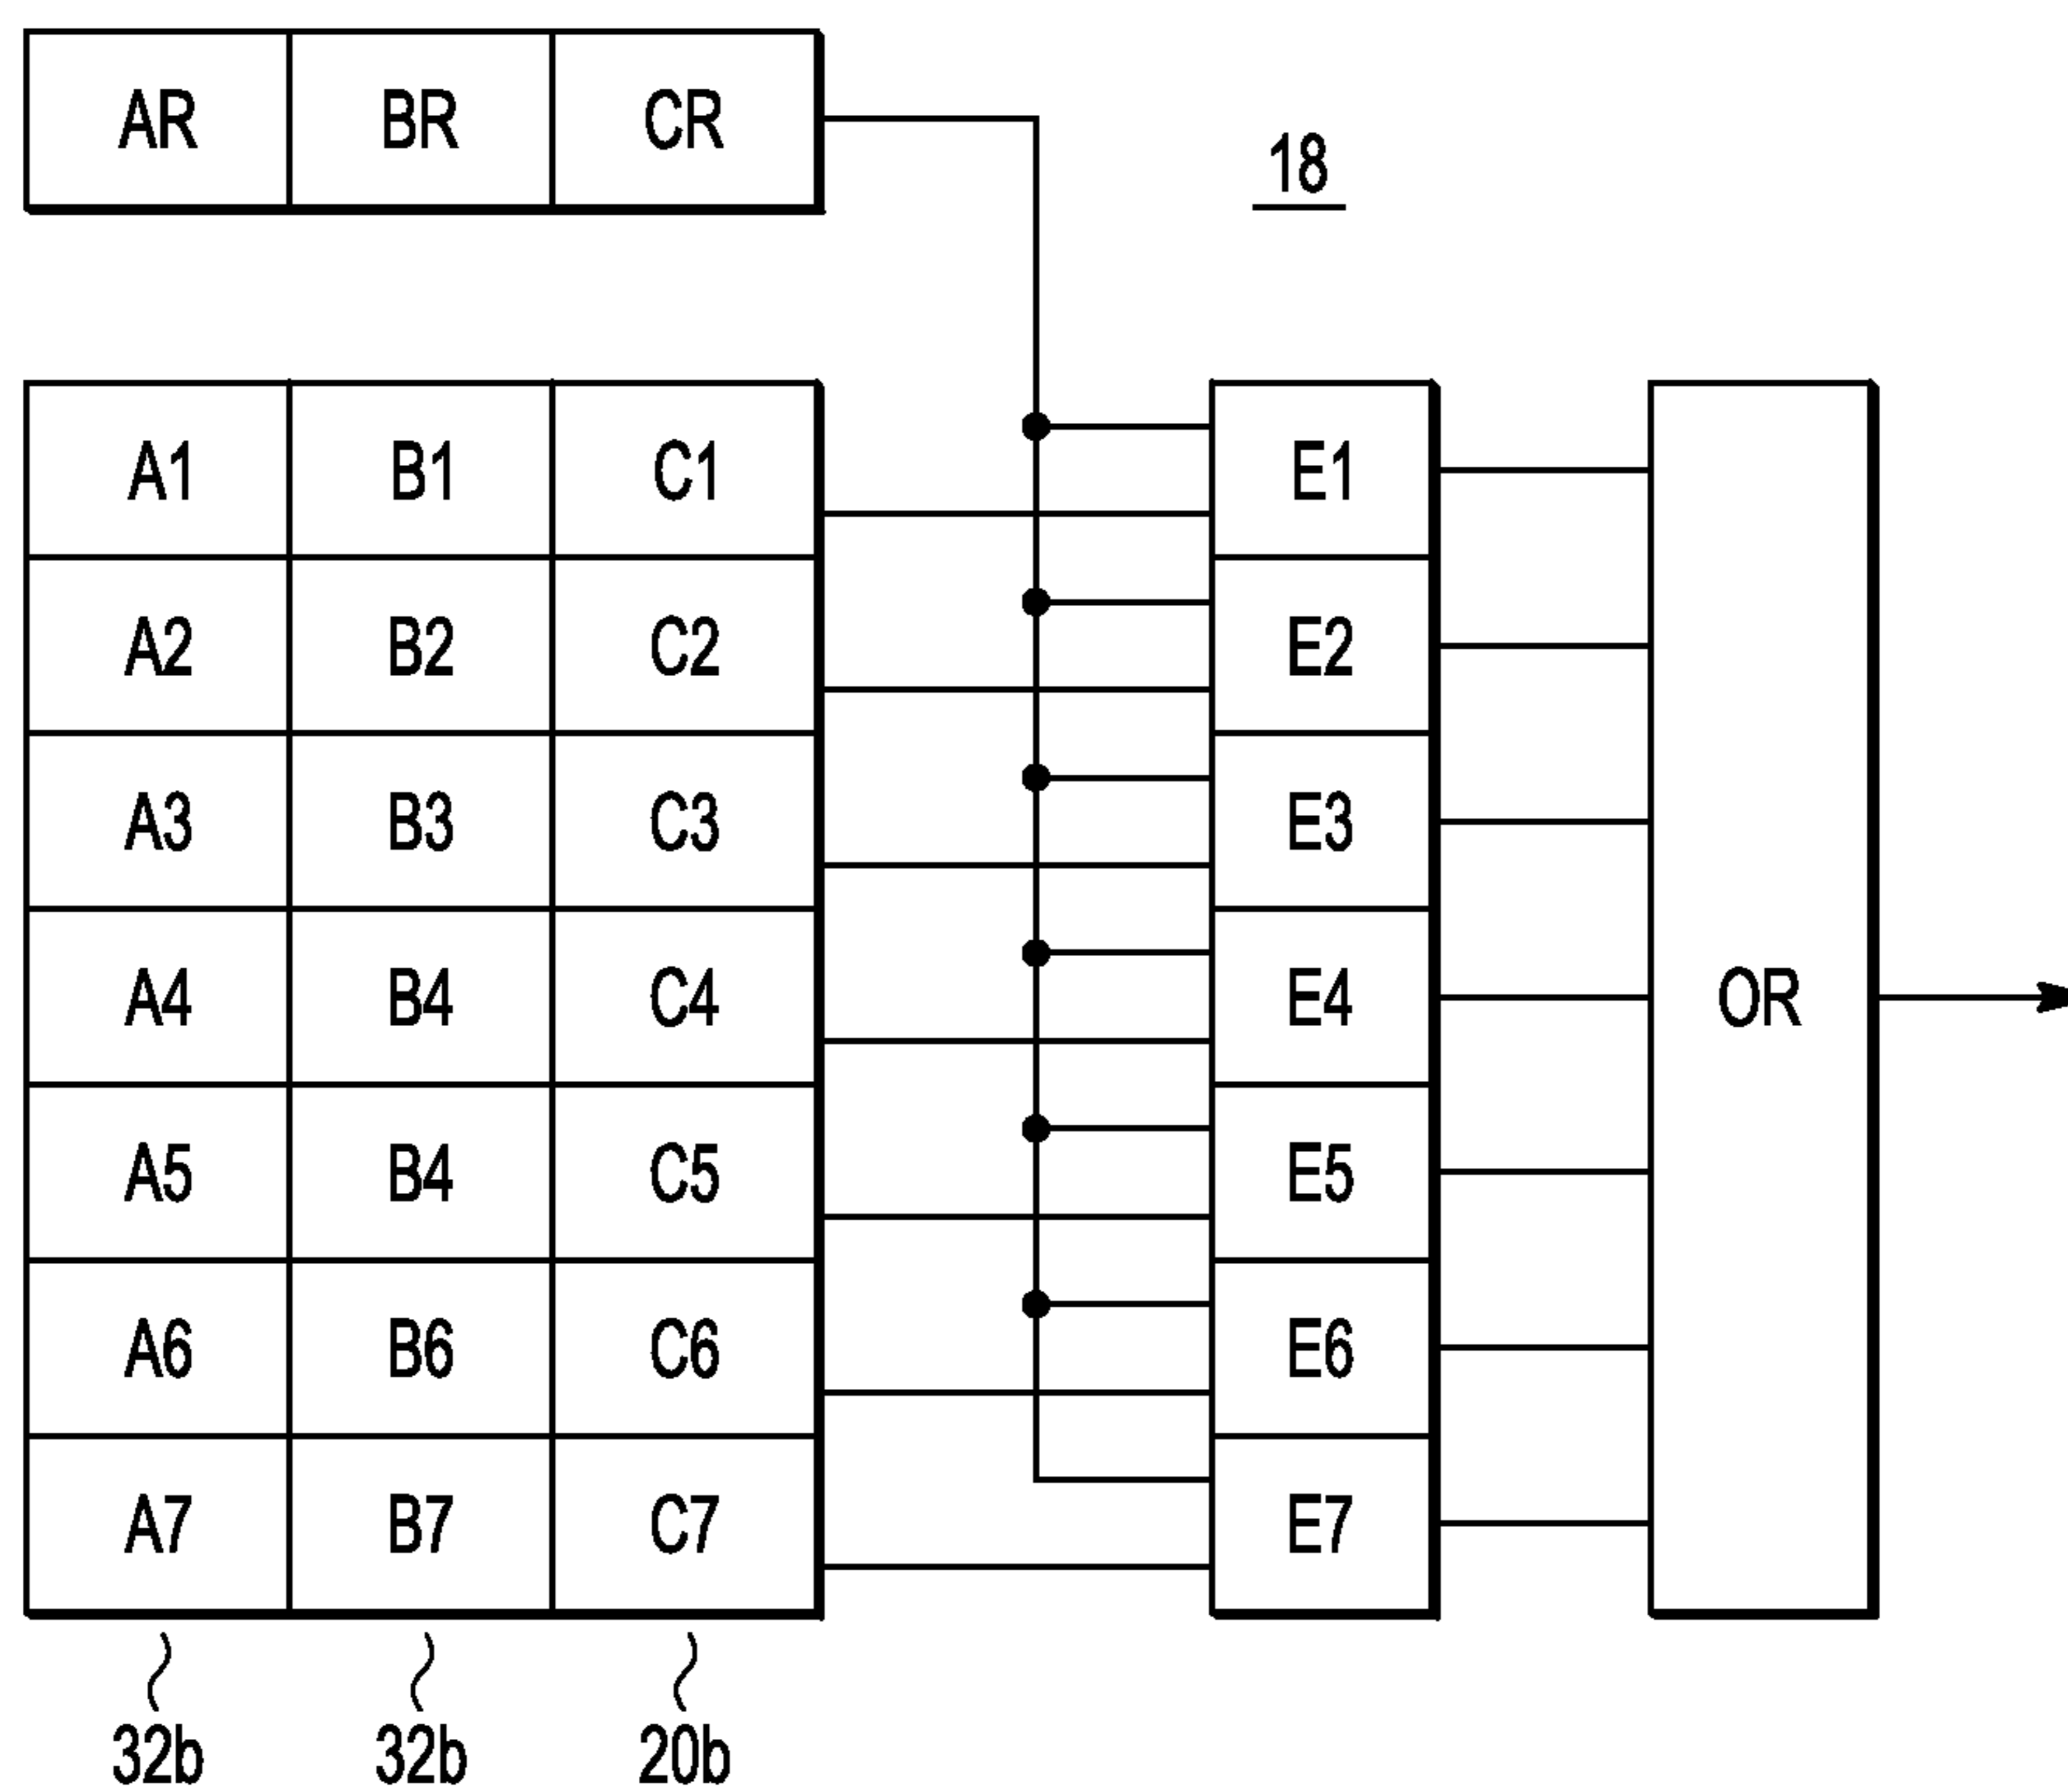 AR BR CR
18
A1 B1 C1 E1
A2 B2 C2 E2
A3 B3 C3 E3
A4 B4 C4 E4 OR
A5 B4 C5 E5
A6 B6 C6 E6
A7 B7 C7 E7
32b 32b 20b